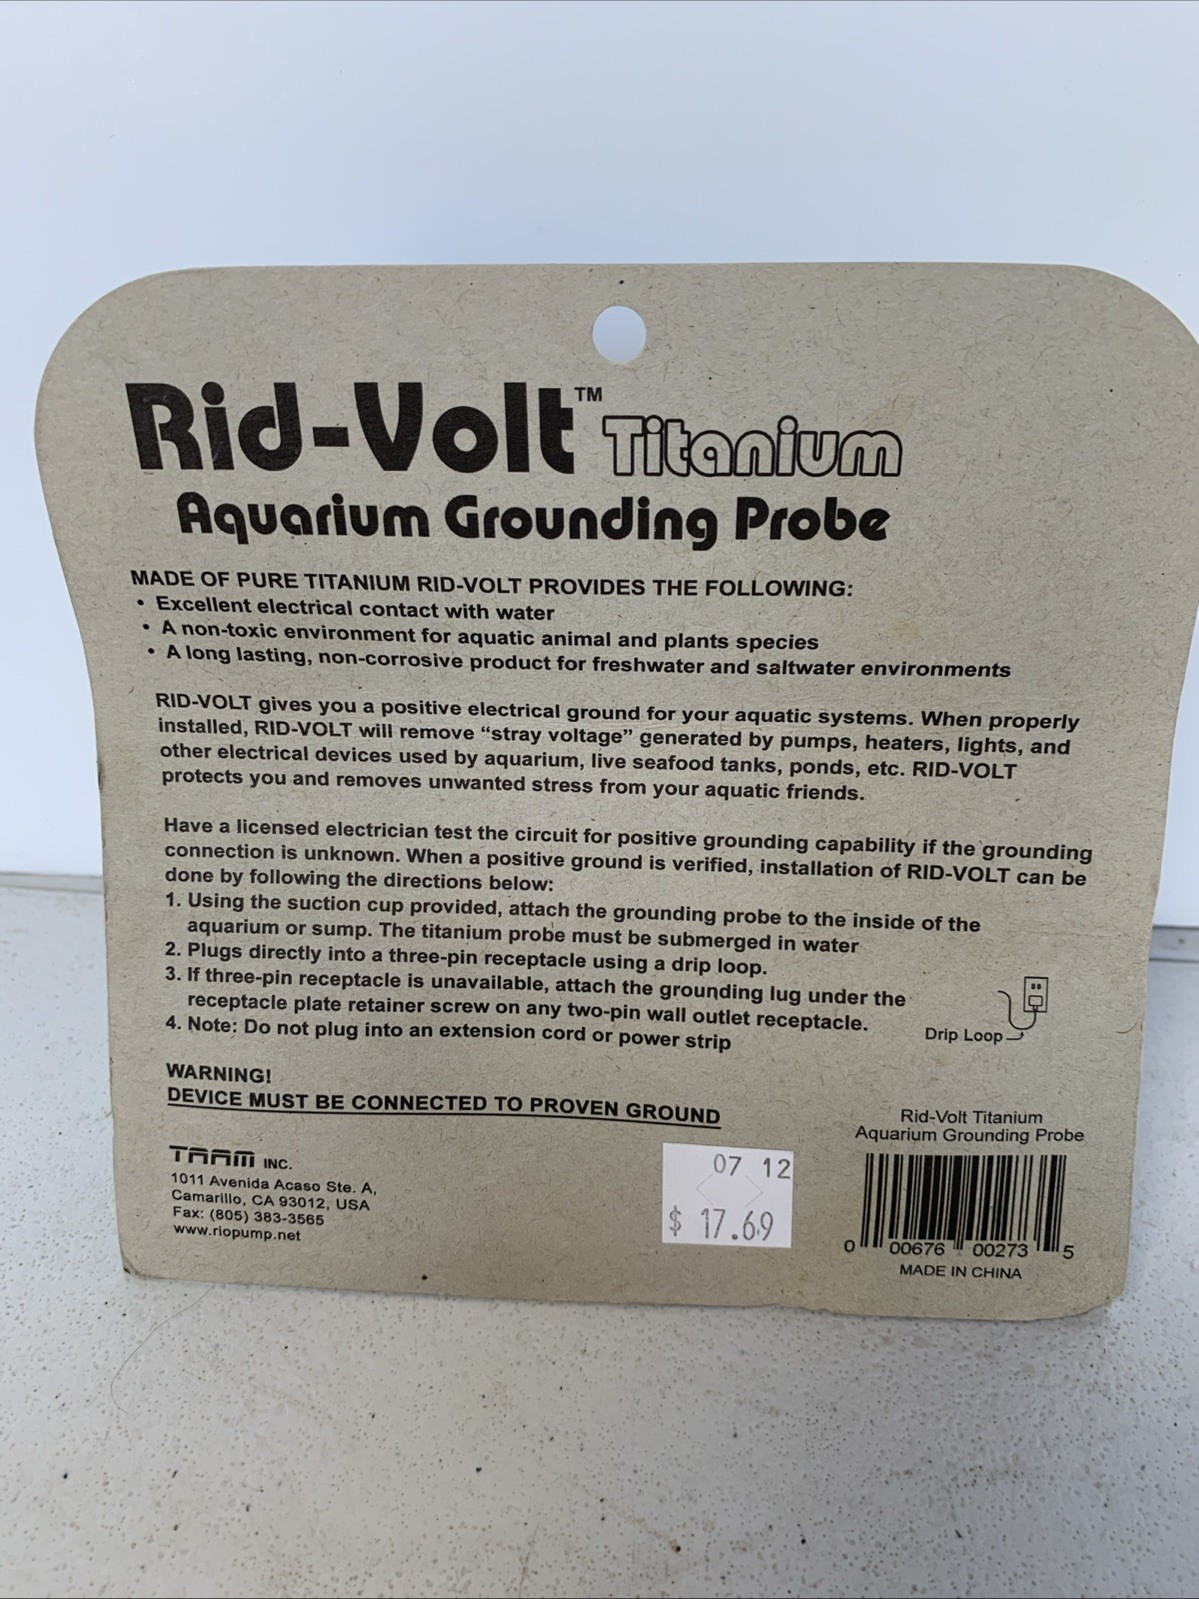 Rid-Volt™ Titanium
Aquarium Grounding Probe
MADE OF PURE TITANIUM RID-VOLT PROVIDES THE FOLLOWING:
• Excellent electrical contact with water
• A non-toxic environment for aquatic animal and plants species
• A long lasting, non-corrosive product for freshwater and saltwater environments
RID-VOLT gives you a positive electrical ground for your aquatic systems. When properly
installed, RID-VOLT will remove “stray voltage” generated by pumps, heaters, lights, and
other electrical devices used by aquarium, live seafood tanks, ponds, etc. RID-VOLT
protects you and removes unwanted stress from your aquatic friends.
Have a licensed electrician test the circuit for positive grounding capability if the grounding
connection is unknown. When a positive ground is verified, installation of RID-VOLT can be
done by following the directions below:
1. Using the suction cup provided, attach the grounding probe to the inside of the
aquarium or sump. The titanium probe must be submerged in water
2. Plugs directly into a three-pin receptacle using a drip loop.
3. If three-pin receptacle is unavailable, attach the grounding lug under the
receptacle plate retainer screw on any two-pin wall outlet receptacle.
4. Note: Do not plug into an extension cord or power strip
Drip Loop
WARNING!
DEVICE MUST BE CONNECTED TO PROVEN GROUND
TAAM INC.
1011 Avenida Acaso Ste. A,
Camarillo, CA 93012, USA
Fax: (805) 383-3565
www.riopump.net
07 12
$ 17.69
Rid-Volt Titanium
Aquarium Grounding Probe
0 00676 00273 5
MADE IN CHINA